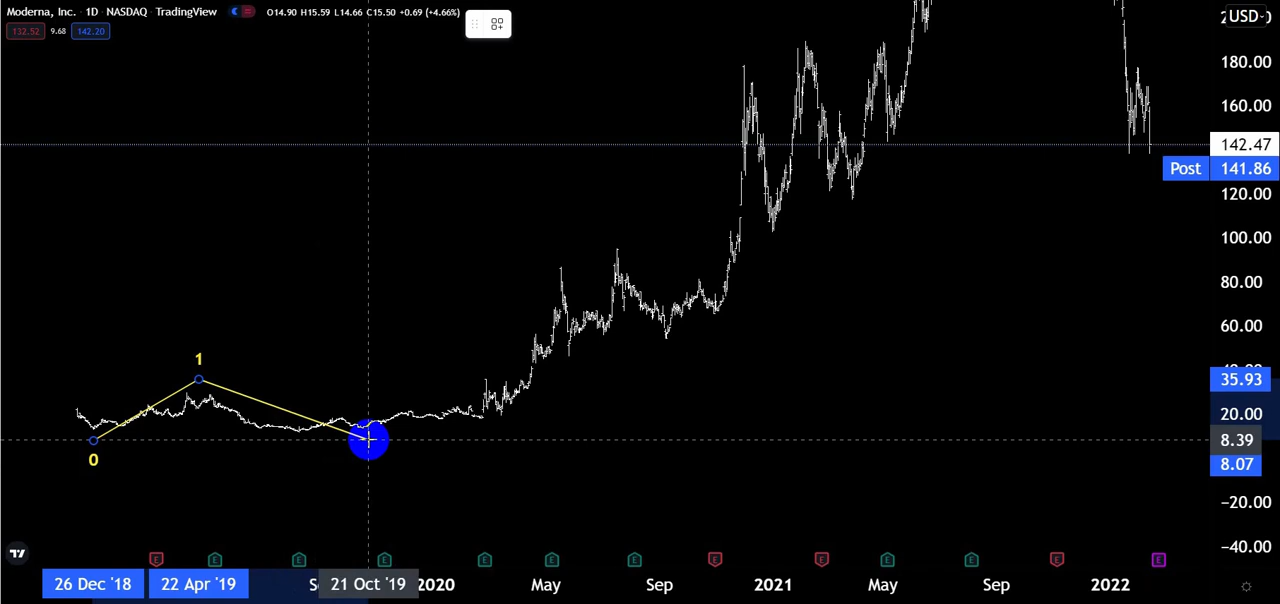 Moderna, Inc. · 1D · NASDAQ · TradingView O14.90 H15.59 L14.66 C15.50 +0.69 (+4.66%)
132.52 9.68 142.20
USD
180.00
160.00
142.47
Post 141.86
120.00
100.00
80.00
60.00
1
35.93
20.00
8.39
0
8.07
−20.00
−40.00
E E E E E E E E E E E E E
26 Dec '18 22 Apr '19 21 Oct '19 2020 May Sep 2021 May Sep 2022